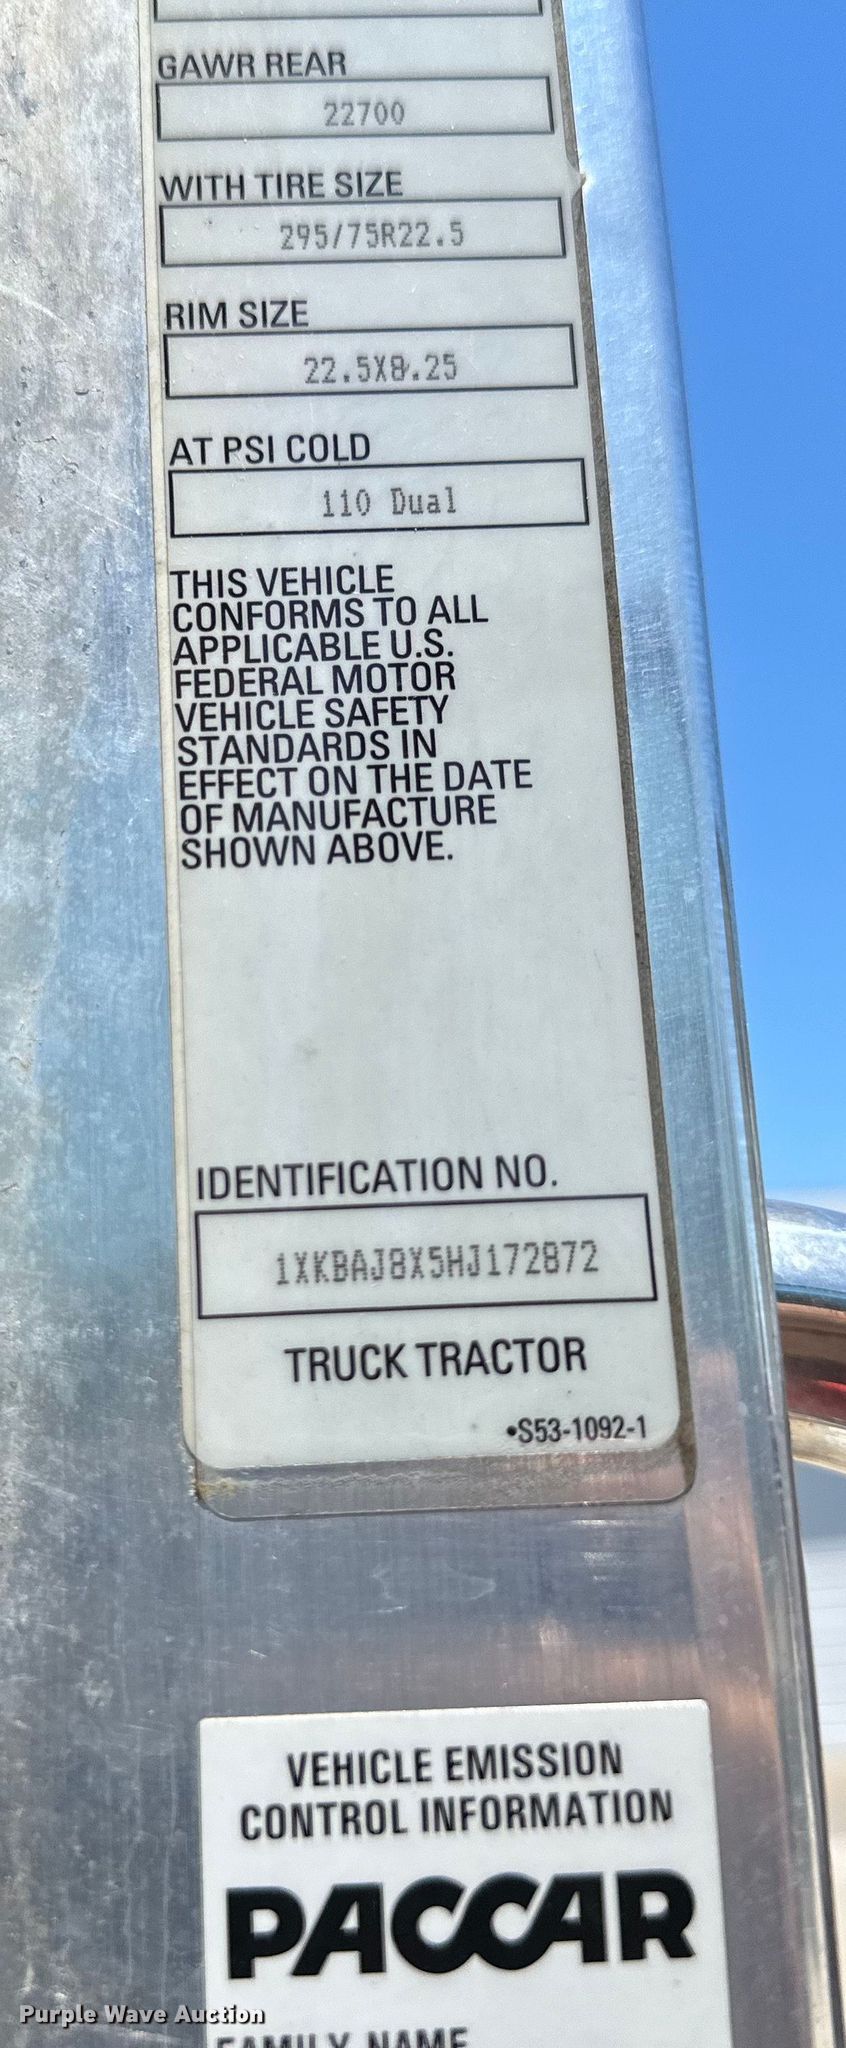 GAWR REAR
22700
WITH TIRE SIZE
295/75R22.5
RIM SIZE
22.5X8.25
AT PSI COLD
110 Dual
THIS VEHICLE
CONFORMS TO ALL
APPLICABLE U.S.
FEDERAL MOTOR
VEHICLE SAFETY
STANDARDS IN
EFFECT ON THE DATE
OF MANUFACTURE
SHOWN ABOVE.
IDENTIFICATION NO.
1XKBAJ8X5HJ172872
TRUCK TRACTOR
•S53-1092-1
VEHICLE EMISSION
CONTROL INFORMATION
PACCAR
FAMILY NAME
Purple Wave Auction